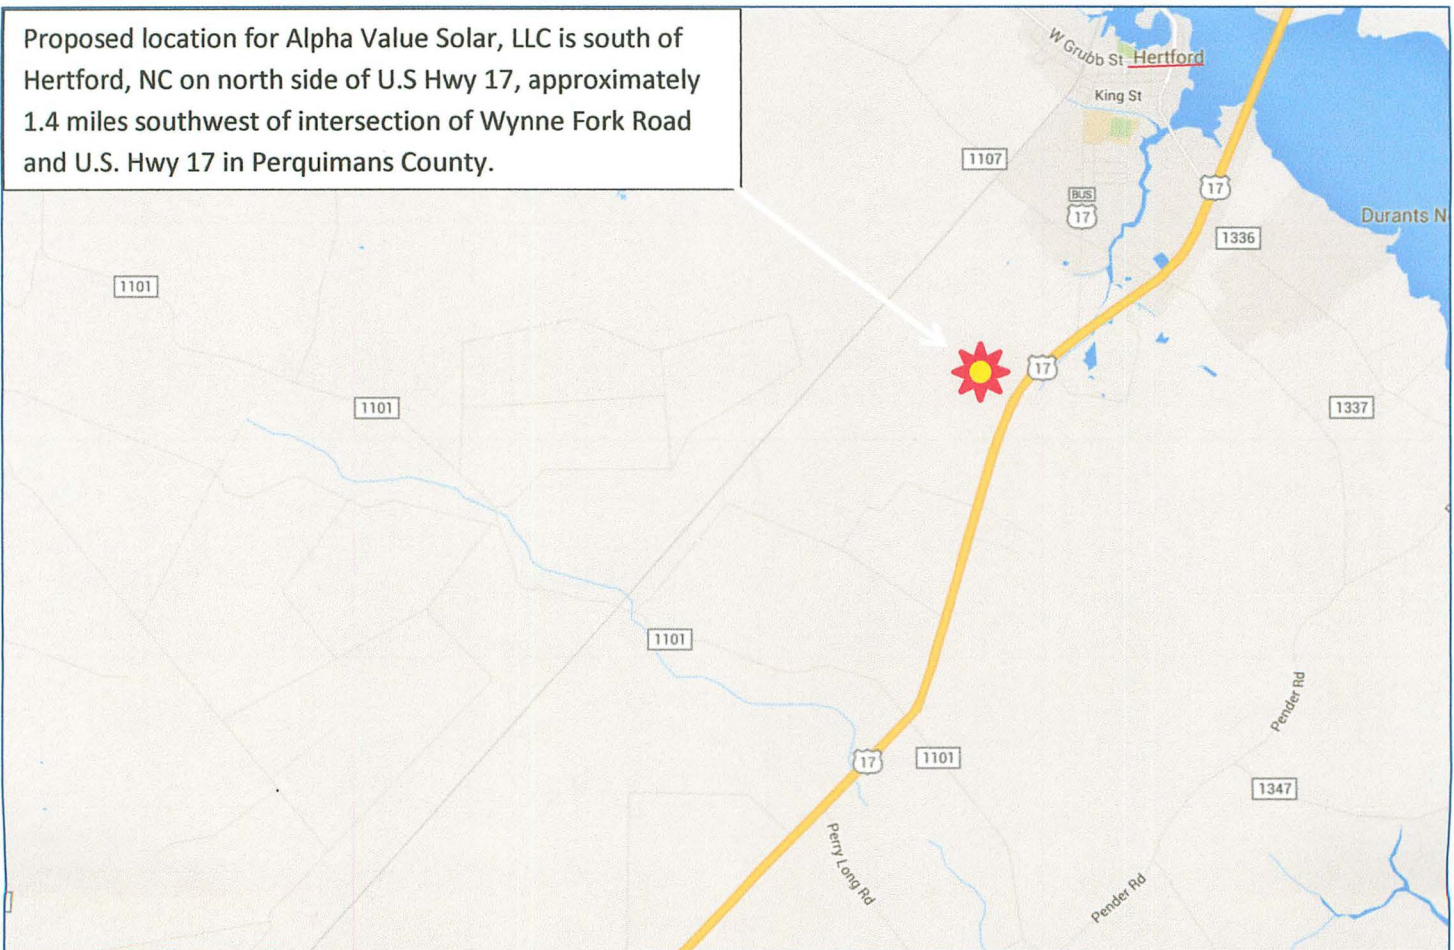 Proposed location for Alpha Value Solar, LLC is south of
Hertford, NC on north side of U.S Hwy 17, approximately
1.4 miles southwest of intersection of Wynne Fork Road
and U.S. Hwy 17 in Perquimans County.
W Grubb St
Hertford
King St
1107
BUS
17
17
1336
Durants N
1101
17
1101
1337
1101
Pender Rd
17
1101
1347
Perry Long Rd
Pender Rd